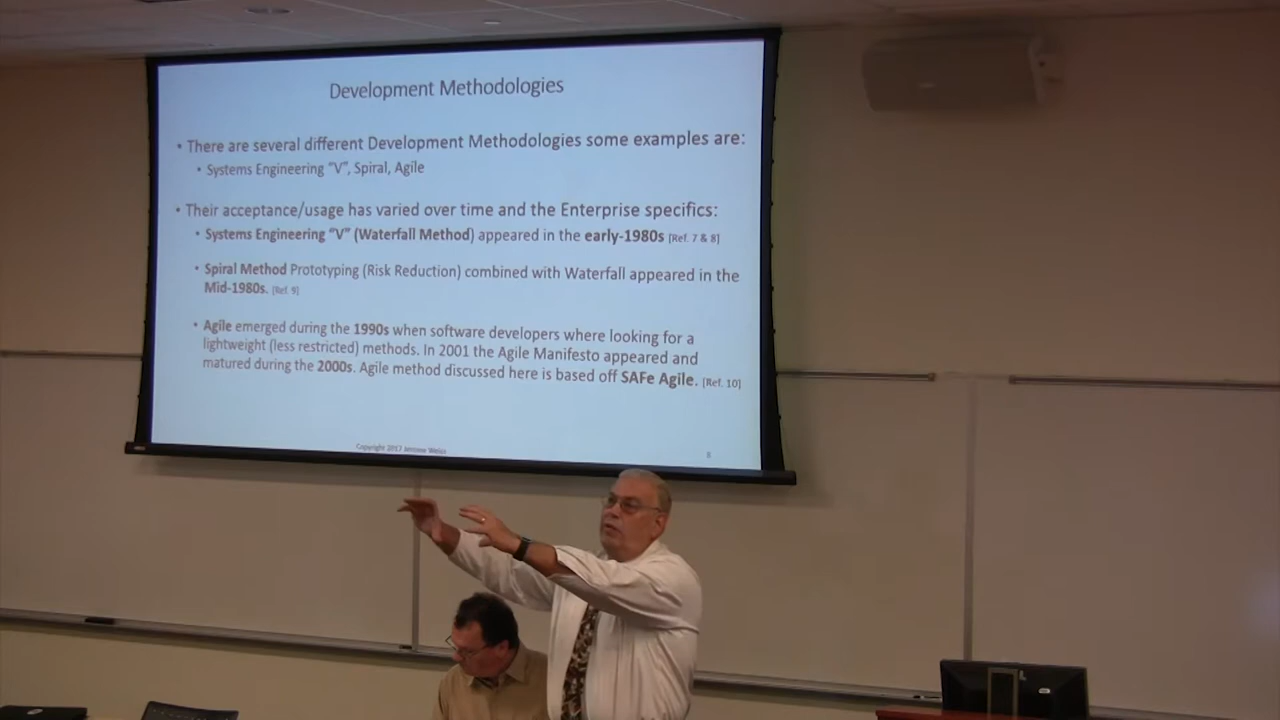 Development Methodologies
• There are several different Development Methodologies some examples are:
• Systems Engineering "V", Spiral, Agile
• Their acceptance/usage has varied over time and the Enterprise specifics:
• Systems Engineering "V" (Waterfall Method) appeared in the early-1980s [Ref. 7 & 8]
• Spiral Method Prototyping (Risk Reduction) combined with Waterfall appeared in the
Mid-1980s. [Ref. 9]
• Agile emerged during the 1990s when software developers where looking for a
lightweight (less restricted) methods. In 2001 the Agile Manifesto appeared and
matured during the 2000s. Agile method discussed here is based off SAFe Agile. [Ref. 10]
Copyright 2017 Weiss
8